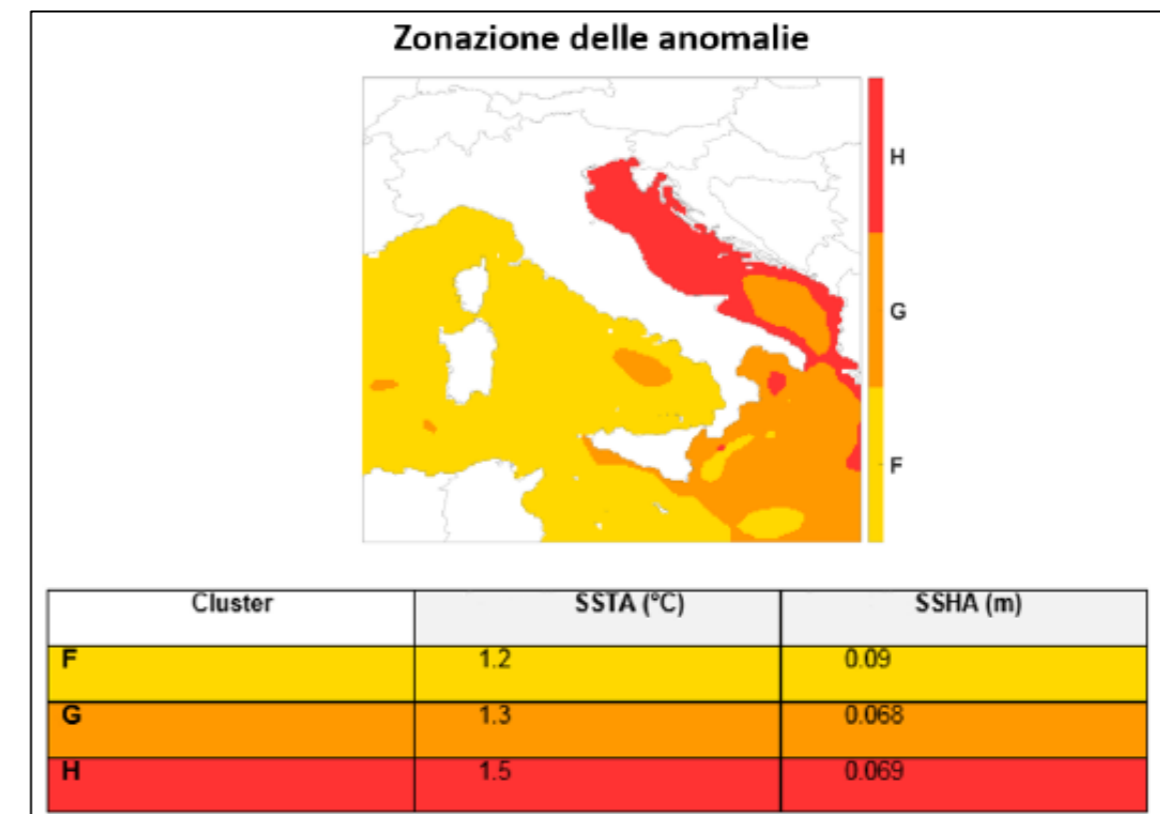 Zonazione delle anomalie
H
G
F
Cluster SSTA (°C) SSHA (m)
F 1.2 0.09
G 1.3 0.068
H 1.5 0.069